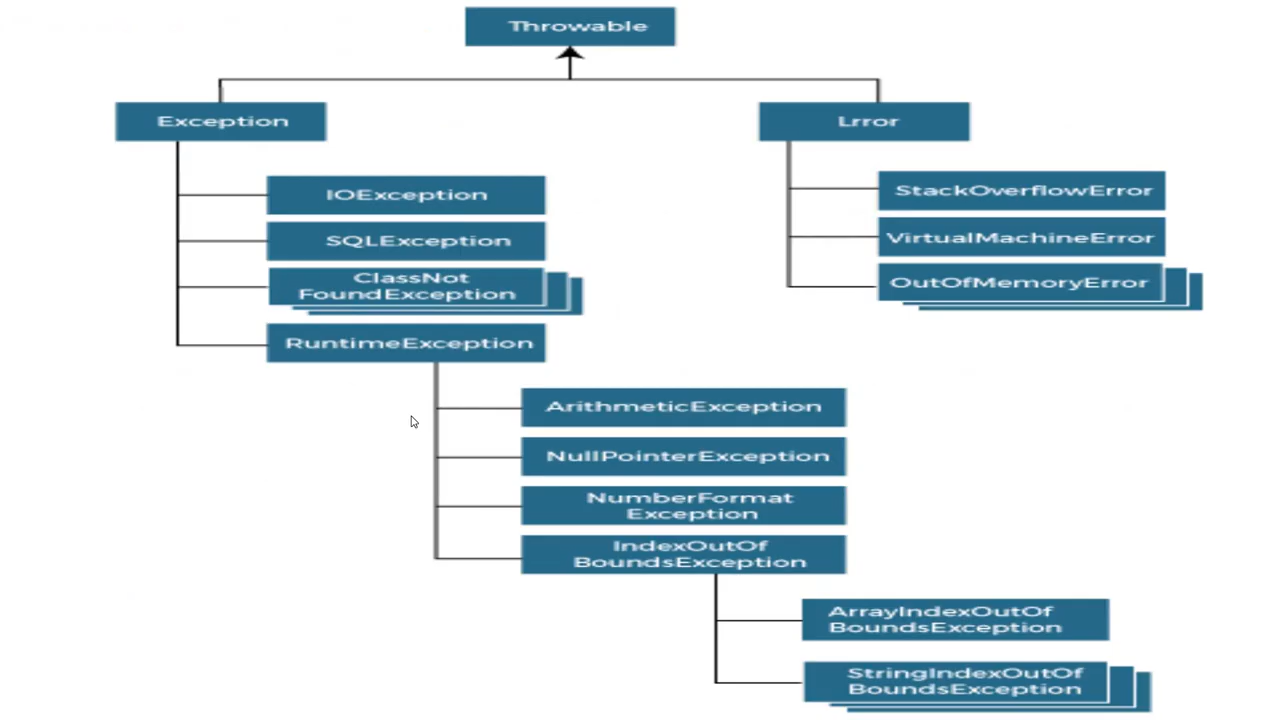 Throwable
Exception
Lrror
IOException
SQLException
ClassNot
FoundException
RuntimeException
StackOverflowError
VirtualMachineError
OutOfMemoryError
ArithmeticException
NullPointerException
NumberFormat
Exception
IndexOutOf
BoundsException
ArrayIndexOutOf
BoundsException
StringIndexOutOf
BoundsException